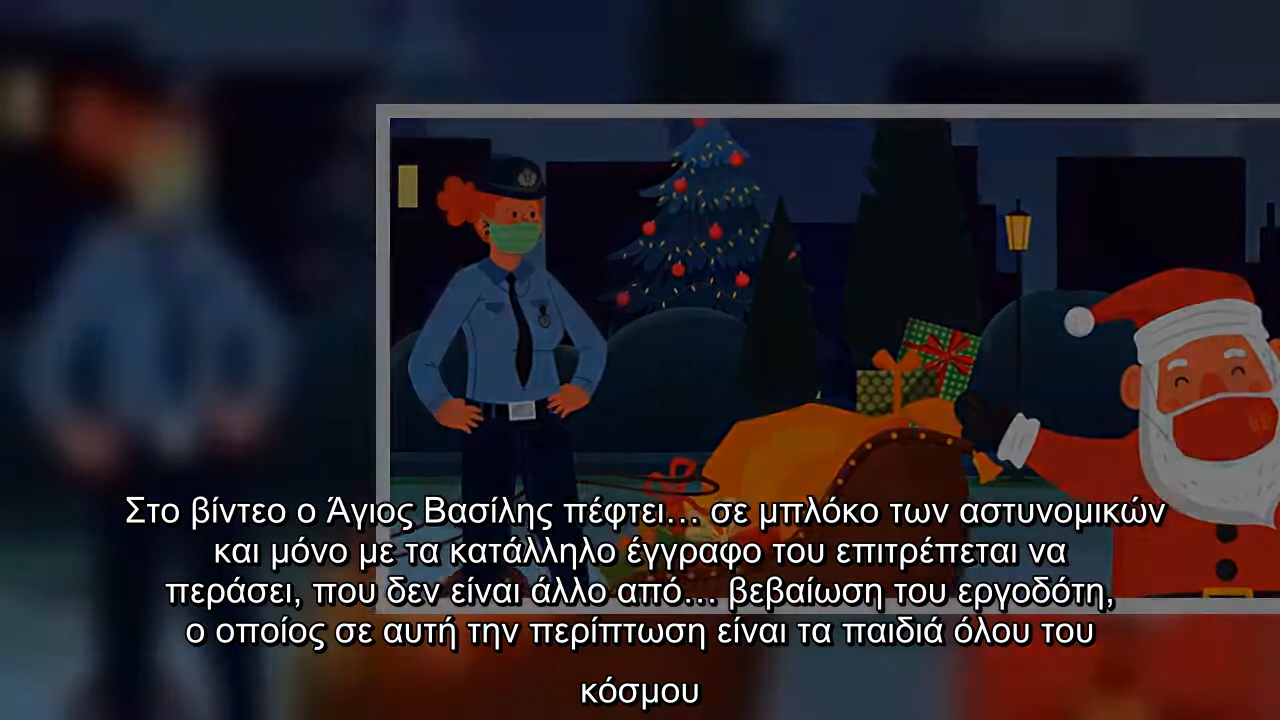 Στο βίντεο ο Άγιος Βασίλης πέφτει… σε μπλόκο των αστυνομικών
και μόνο με τα κατάλληλο έγγραφο του επιτρέπεται να
περάσει, που δεν είναι άλλο από… βεβαίωση του εργοδότη,
ο οποίος σε αυτή την περίπτωση είναι τα παιδιά όλου του
κόσμου